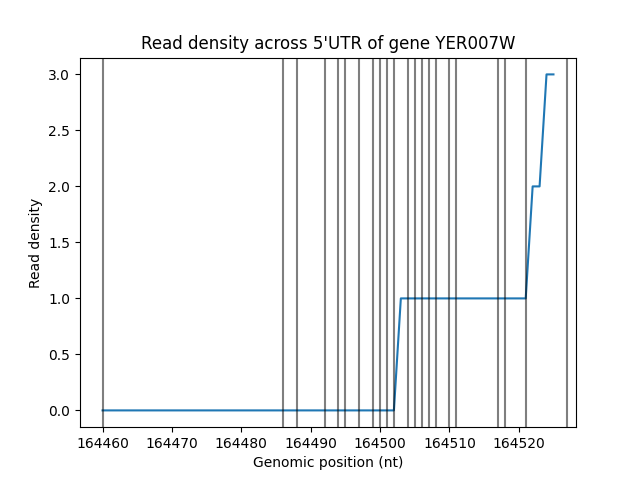 Read density across 5'UTR of gene YER007W
3.0
2.5
2.0
1.5
1.0
0.5
0.0
Read density
164460 164470 164480 164490 164500 164510 164520
Genomic position (nt)